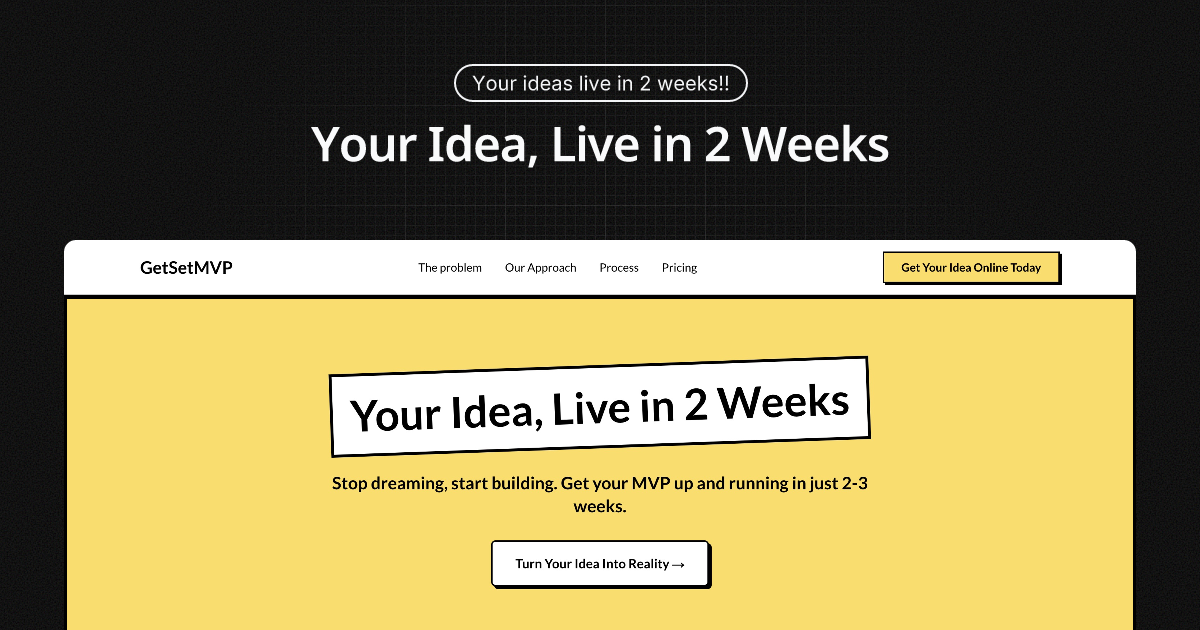 Your ideas live in 2 weeks!!
Your Idea, Live in 2 Weeks
GetSetMVP
The problem
Our Approach
Process
Pricing
Get Your Idea Online Today
Your Idea, Live in 2 Weeks
Stop dreaming, start building. Get your MVP up and running in just 2-3
weeks.
Turn Your Idea Into Reality →